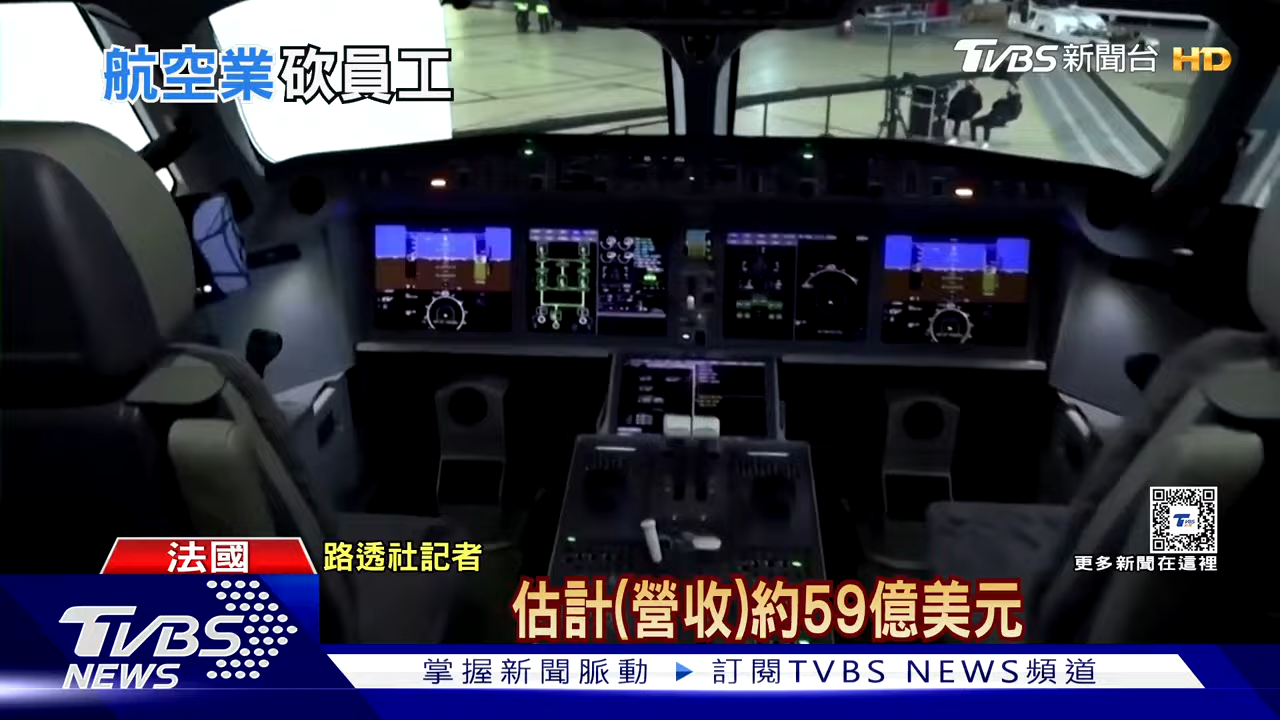 航空業砍員工
TVBS新聞台 HD
TVBS
更多新聞在這裡
法國
路透社記者
估計(營收)約59億美元
TVBS
NEWS
掌握新聞脈動 ▶ 訂閱TVBS NEWS頻道